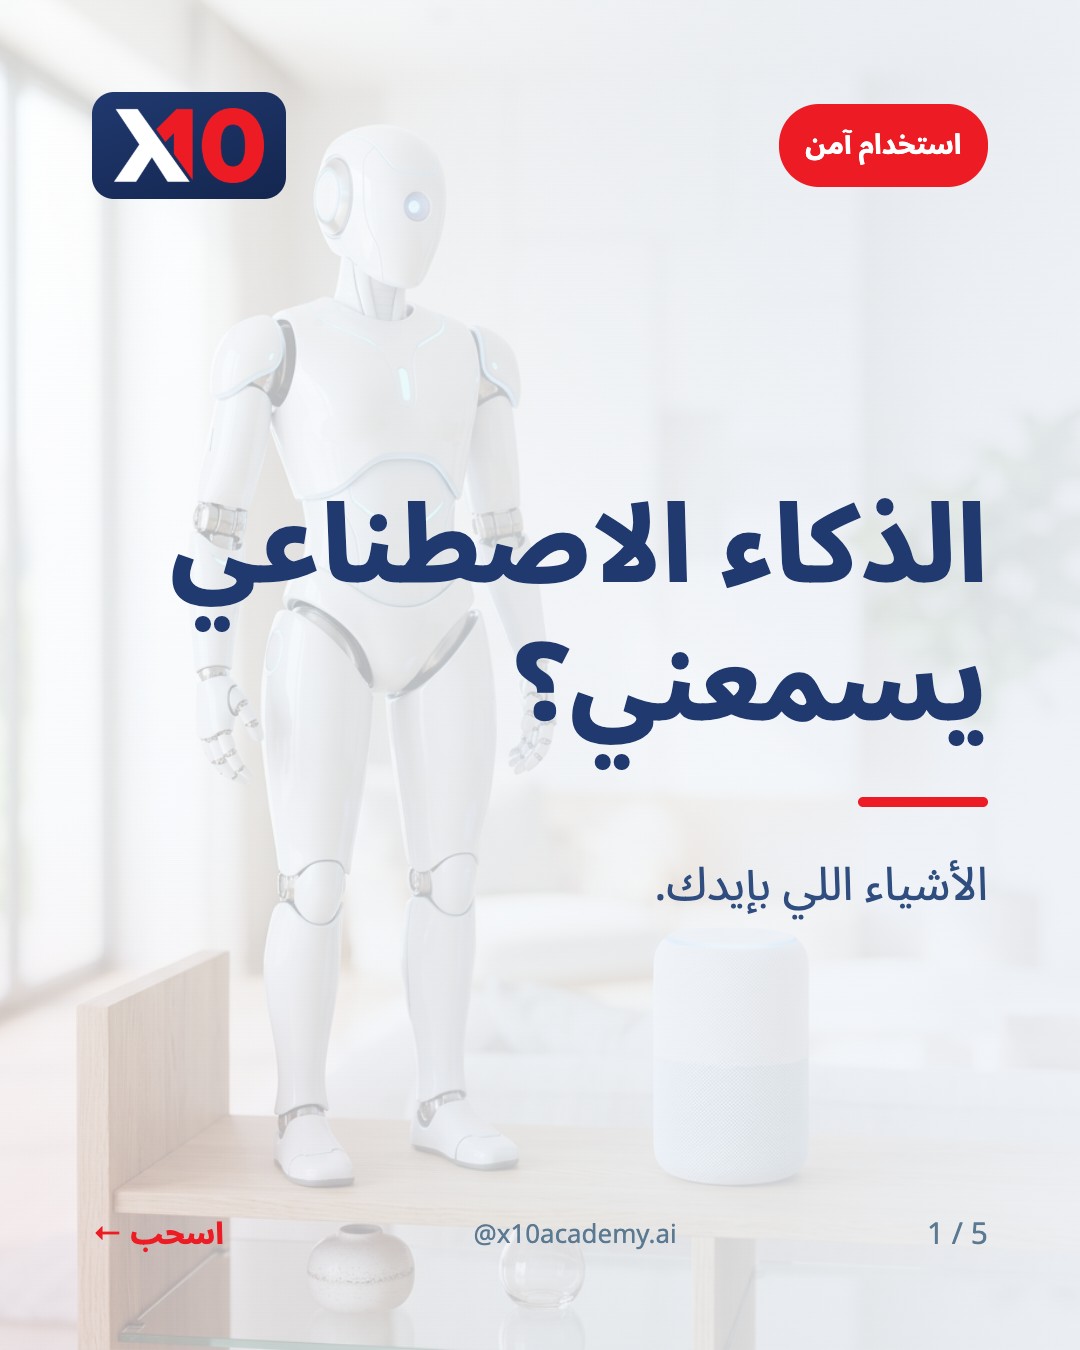 X10
استخدام آمن
الذكاء الاصطناعي
يسمعني؟
الأشياء اللي بإيدك.
1 / 5
@x10academy.ai
اسحب ←